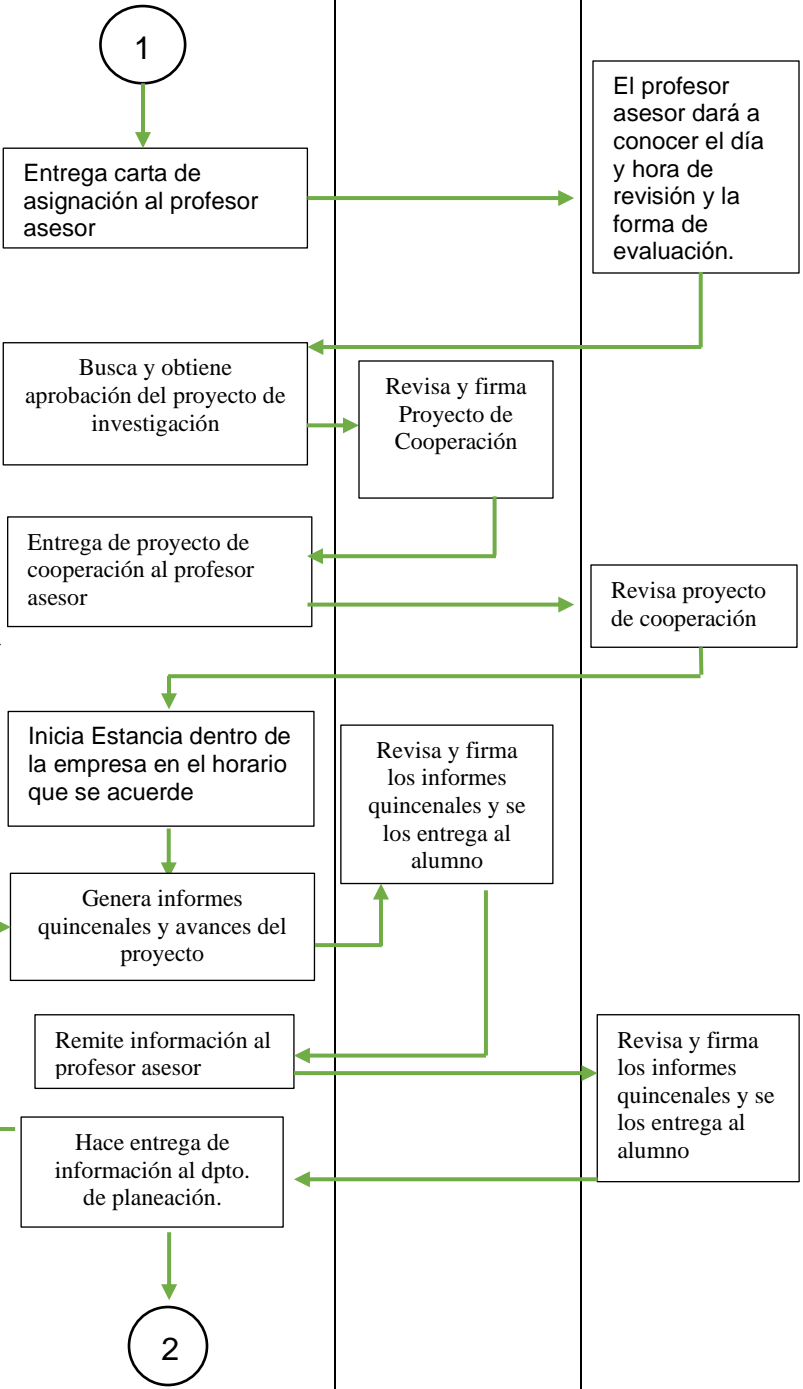 1
Entrega carta de
asignación al profesor
asesor
El profesor
asesor dará a
conocer el día
y hora de
revisión y la
forma de
evaluación.
Busca y obtiene
aprobación del proyecto de
investigación
Revisa y firma
Proyecto de
Cooperación
Entrega de proyecto de
cooperación al profesor
asesor
Revisa proyecto
de cooperación
Inicia Estancia dentro de
la empresa en el horario
que se acuerde
Revisa y firma
los informes
quincenales y se
los entrega al
alumno
Genera informes
quincenales y avances del
proyecto
Remite información al
profesor asesor
Revisa y firma
los informes
quincenales y se
los entrega al
alumno
Hace entrega de
información al dpto.
de planeación.
2